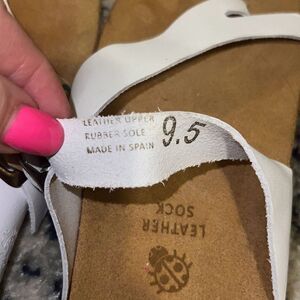 LEATHER UPPER
RUBBER SOLE
MADE IN SPAIN
9.5
LEATHER
SOCK